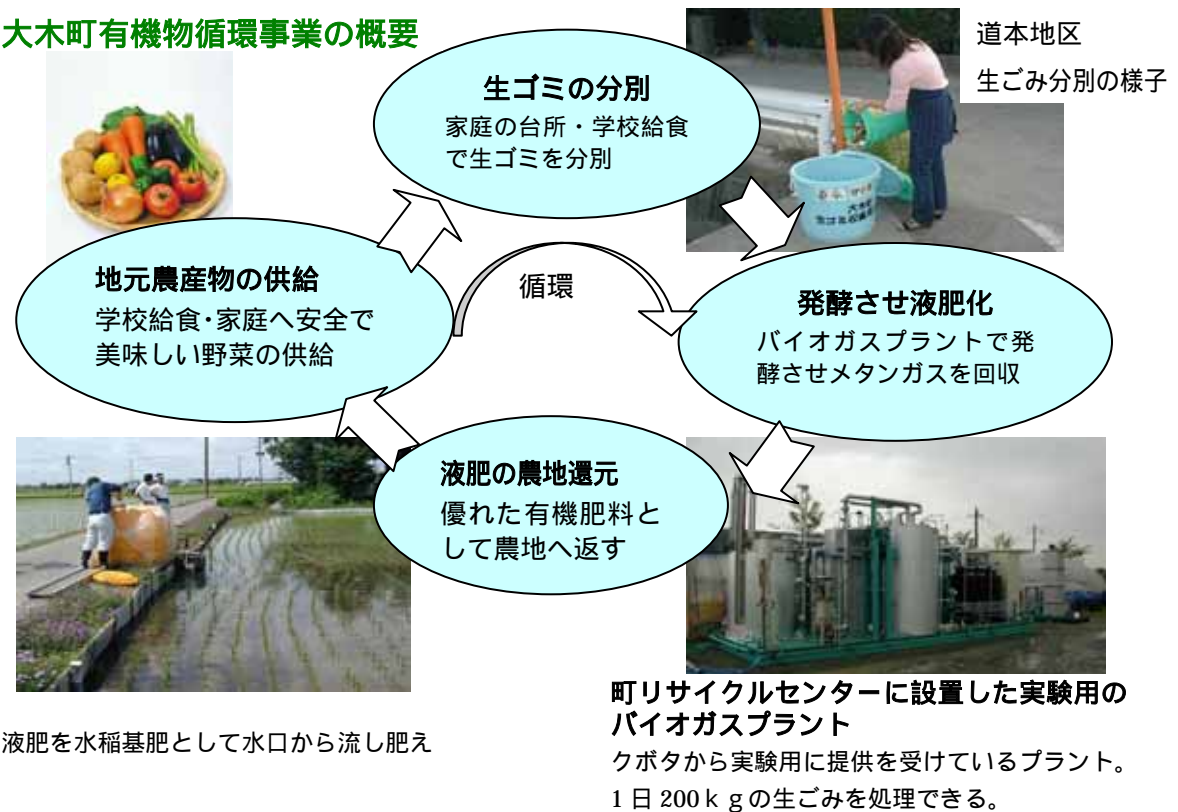 大木町有機物循環事業の概要
道本地区
生ごみ分別の様子
生ゴミの分別
家庭の台所・学校給食
で生ゴミを分別
地元農産物の供給
学校給食･家庭へ安全で
美味しい野菜の供給
循環
発酵させ液肥化
バイオガスプラントで発
酵させメタンガスを回収
液肥の農地還元
優れた有機肥料と
して農地へ返す
大木町
液肥を水稲基肥として水口から流し肥え
町リサイクルセンターに設置した実験用の
バイオガスプラント
クボタから実験用に提供を受けているプラント。
1日200ｋｇの生ごみを処理できる。